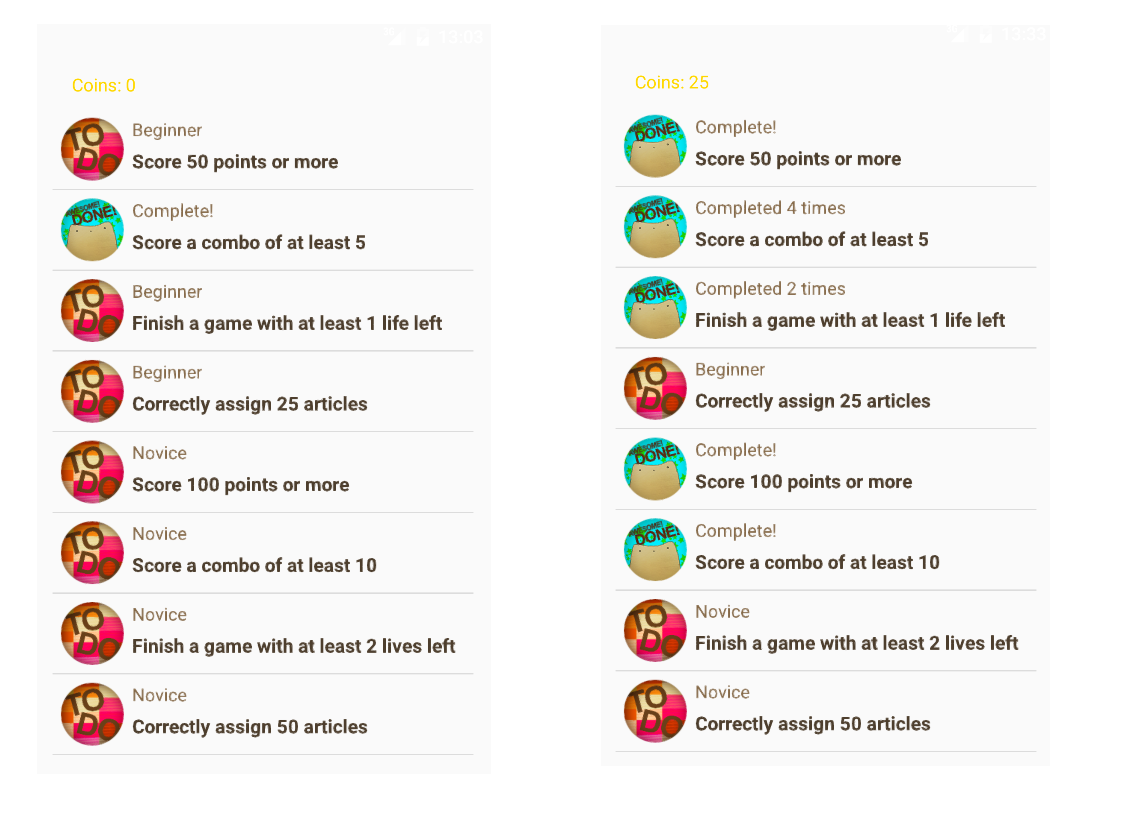 13:03
Coins: 0
TO DO
Beginner
Score 50 points or more
AWESOME!
DONE!
Complete!
Score a combo of at least 5
TO DO
Beginner
Finish a game with at least 1 life left
TO DO
Beginner
Correctly assign 25 articles
TO DO
Novice
Score 100 points or more
TO DO
Novice
Score a combo of at least 10
TO DO
Novice
Finish a game with at least 2 lives left
TO DO
Novice
Correctly assign 50 articles
13:33
Coins: 25
AWESOME!
DONE!
Complete!
Score 50 points or more
AWESOME!
DONE!
Completed 4 times
Score a combo of at least 5
AWESOME!
DONE!
Completed 2 times
Finish a game with at least 1 life left
TO DO
Beginner
Correctly assign 25 articles
AWESOME!
DONE!
Complete!
Score 100 points or more
AWESOME!
DONE!
Complete!
Score a combo of at least 10
TO DO
Novice
Finish a game with at least 2 lives left
TO DO
Novice
Correctly assign 50 articles